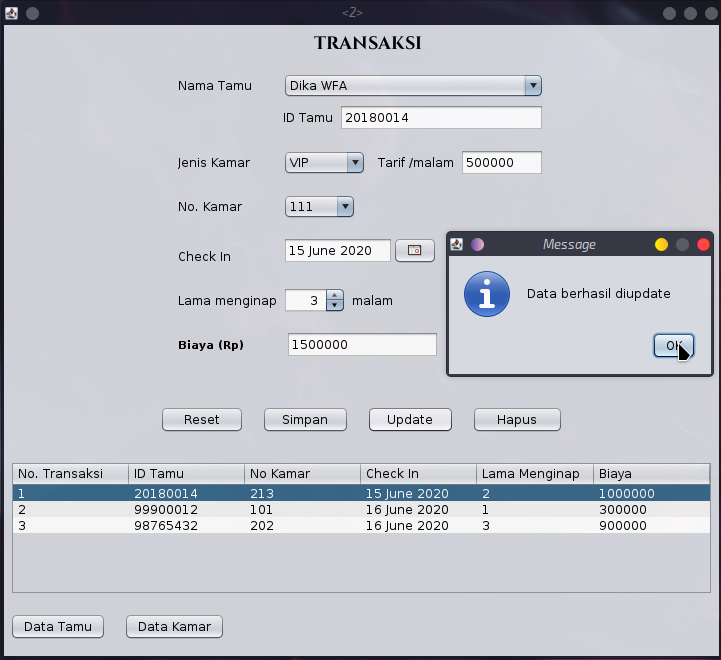 <2>
TRANSAKSI
Nama Tamu Dika WFA
ID Tamu 20180014
Jenis Kamar VIP Tarif /malam 500000
No. Kamar 111
Check In 15 June 2020
Lama menginap 3 malam
Biaya (Rp) 1500000
Message
Data berhasil diupdate
OK
Reset Simpan Update Hapus
No. Transaksi ID Tamu No Kamar Check In Lama Menginap Biaya
1 20180014 213 15 June 2020 2 1000000
2 99900012 101 16 June 2020 1 300000
3 98765432 202 16 June 2020 3 900000
Data Tamu Data Kamar